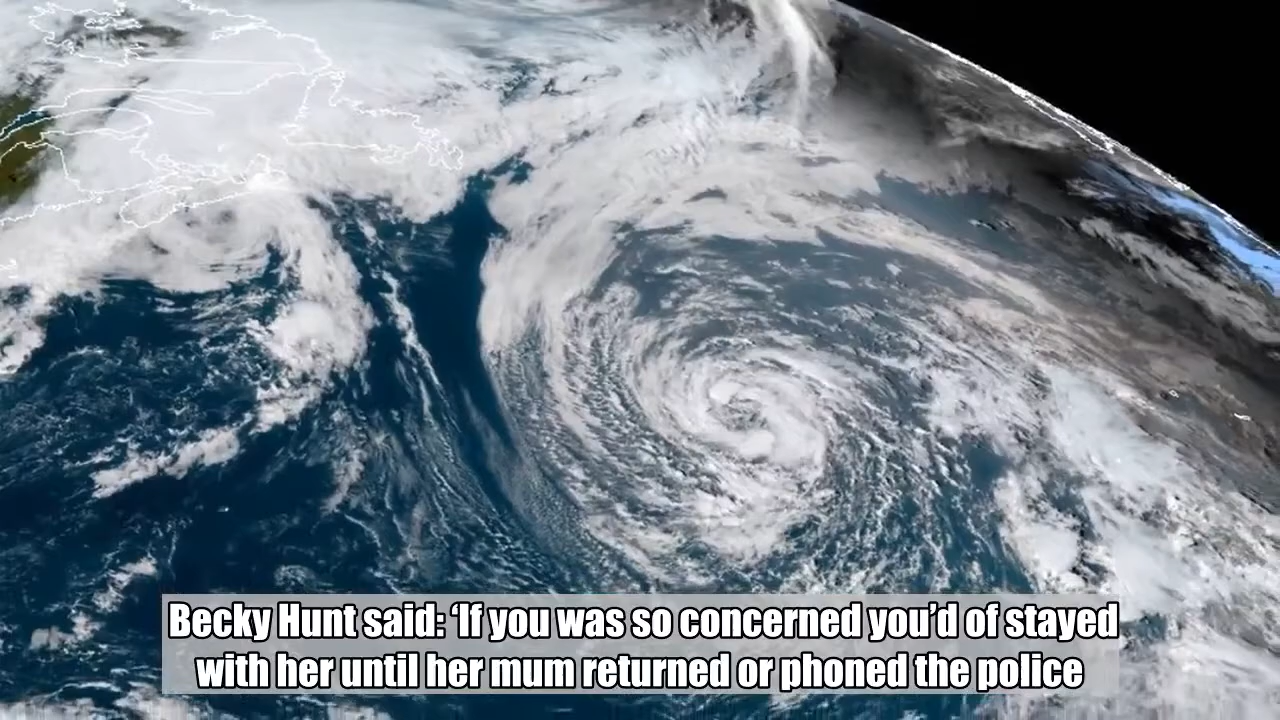 Becky Hunt said: ‘If you was so concerned you’d of stayed
with her until her mum returned or phoned the police